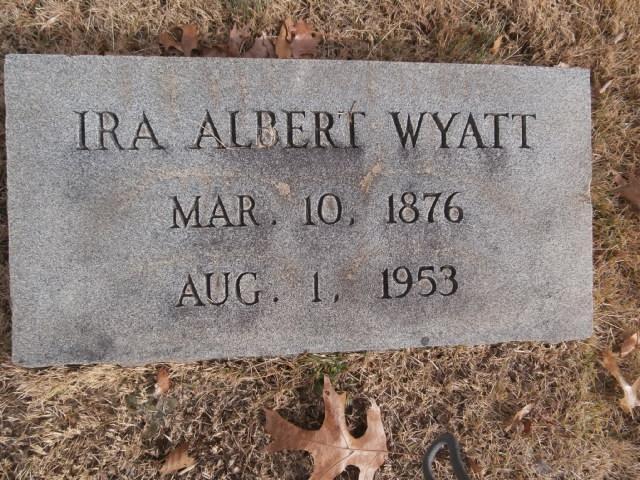 IRA ALBERT WYATT
MAR. 10, 1876
AUG. 1, 1953